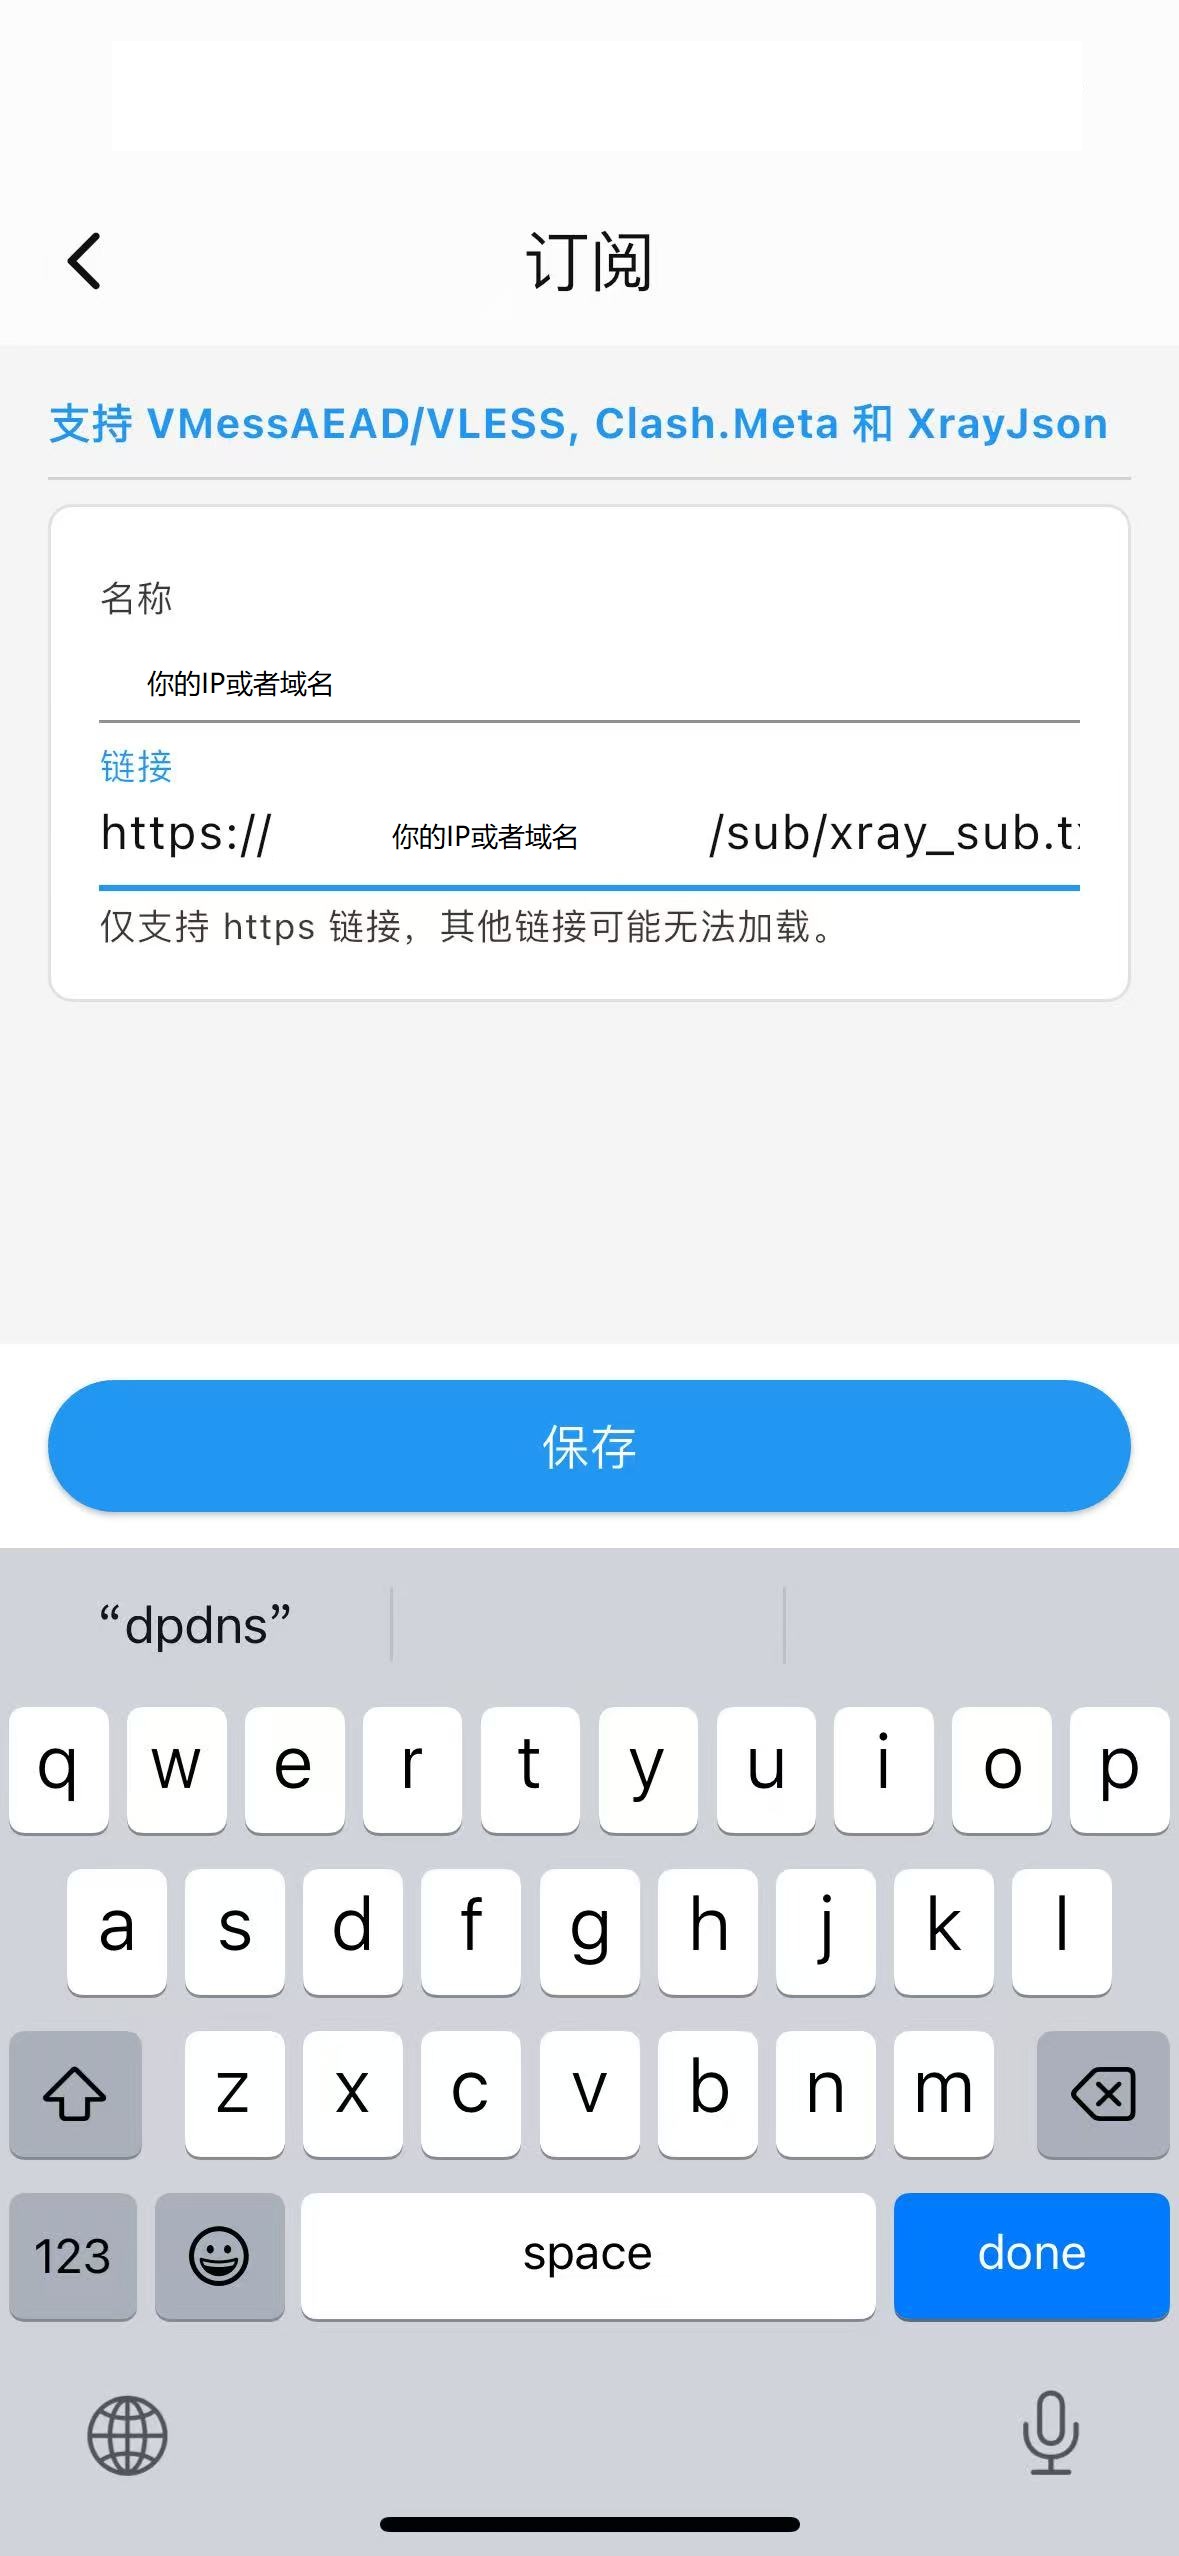 订阅
支持 VMessAEAD/VLESS, Clash.Meta 和 XrayJson
名称
你的IP或者域名
链接
https:// 你的IP或者域名 /sub/xray_sub.tx
仅支持 https 链接，其他链接可能无法加载。
保存
“dpdns”
q w e r t y u i o p
a s d f g h j k l
z x c v b n m
123 space done